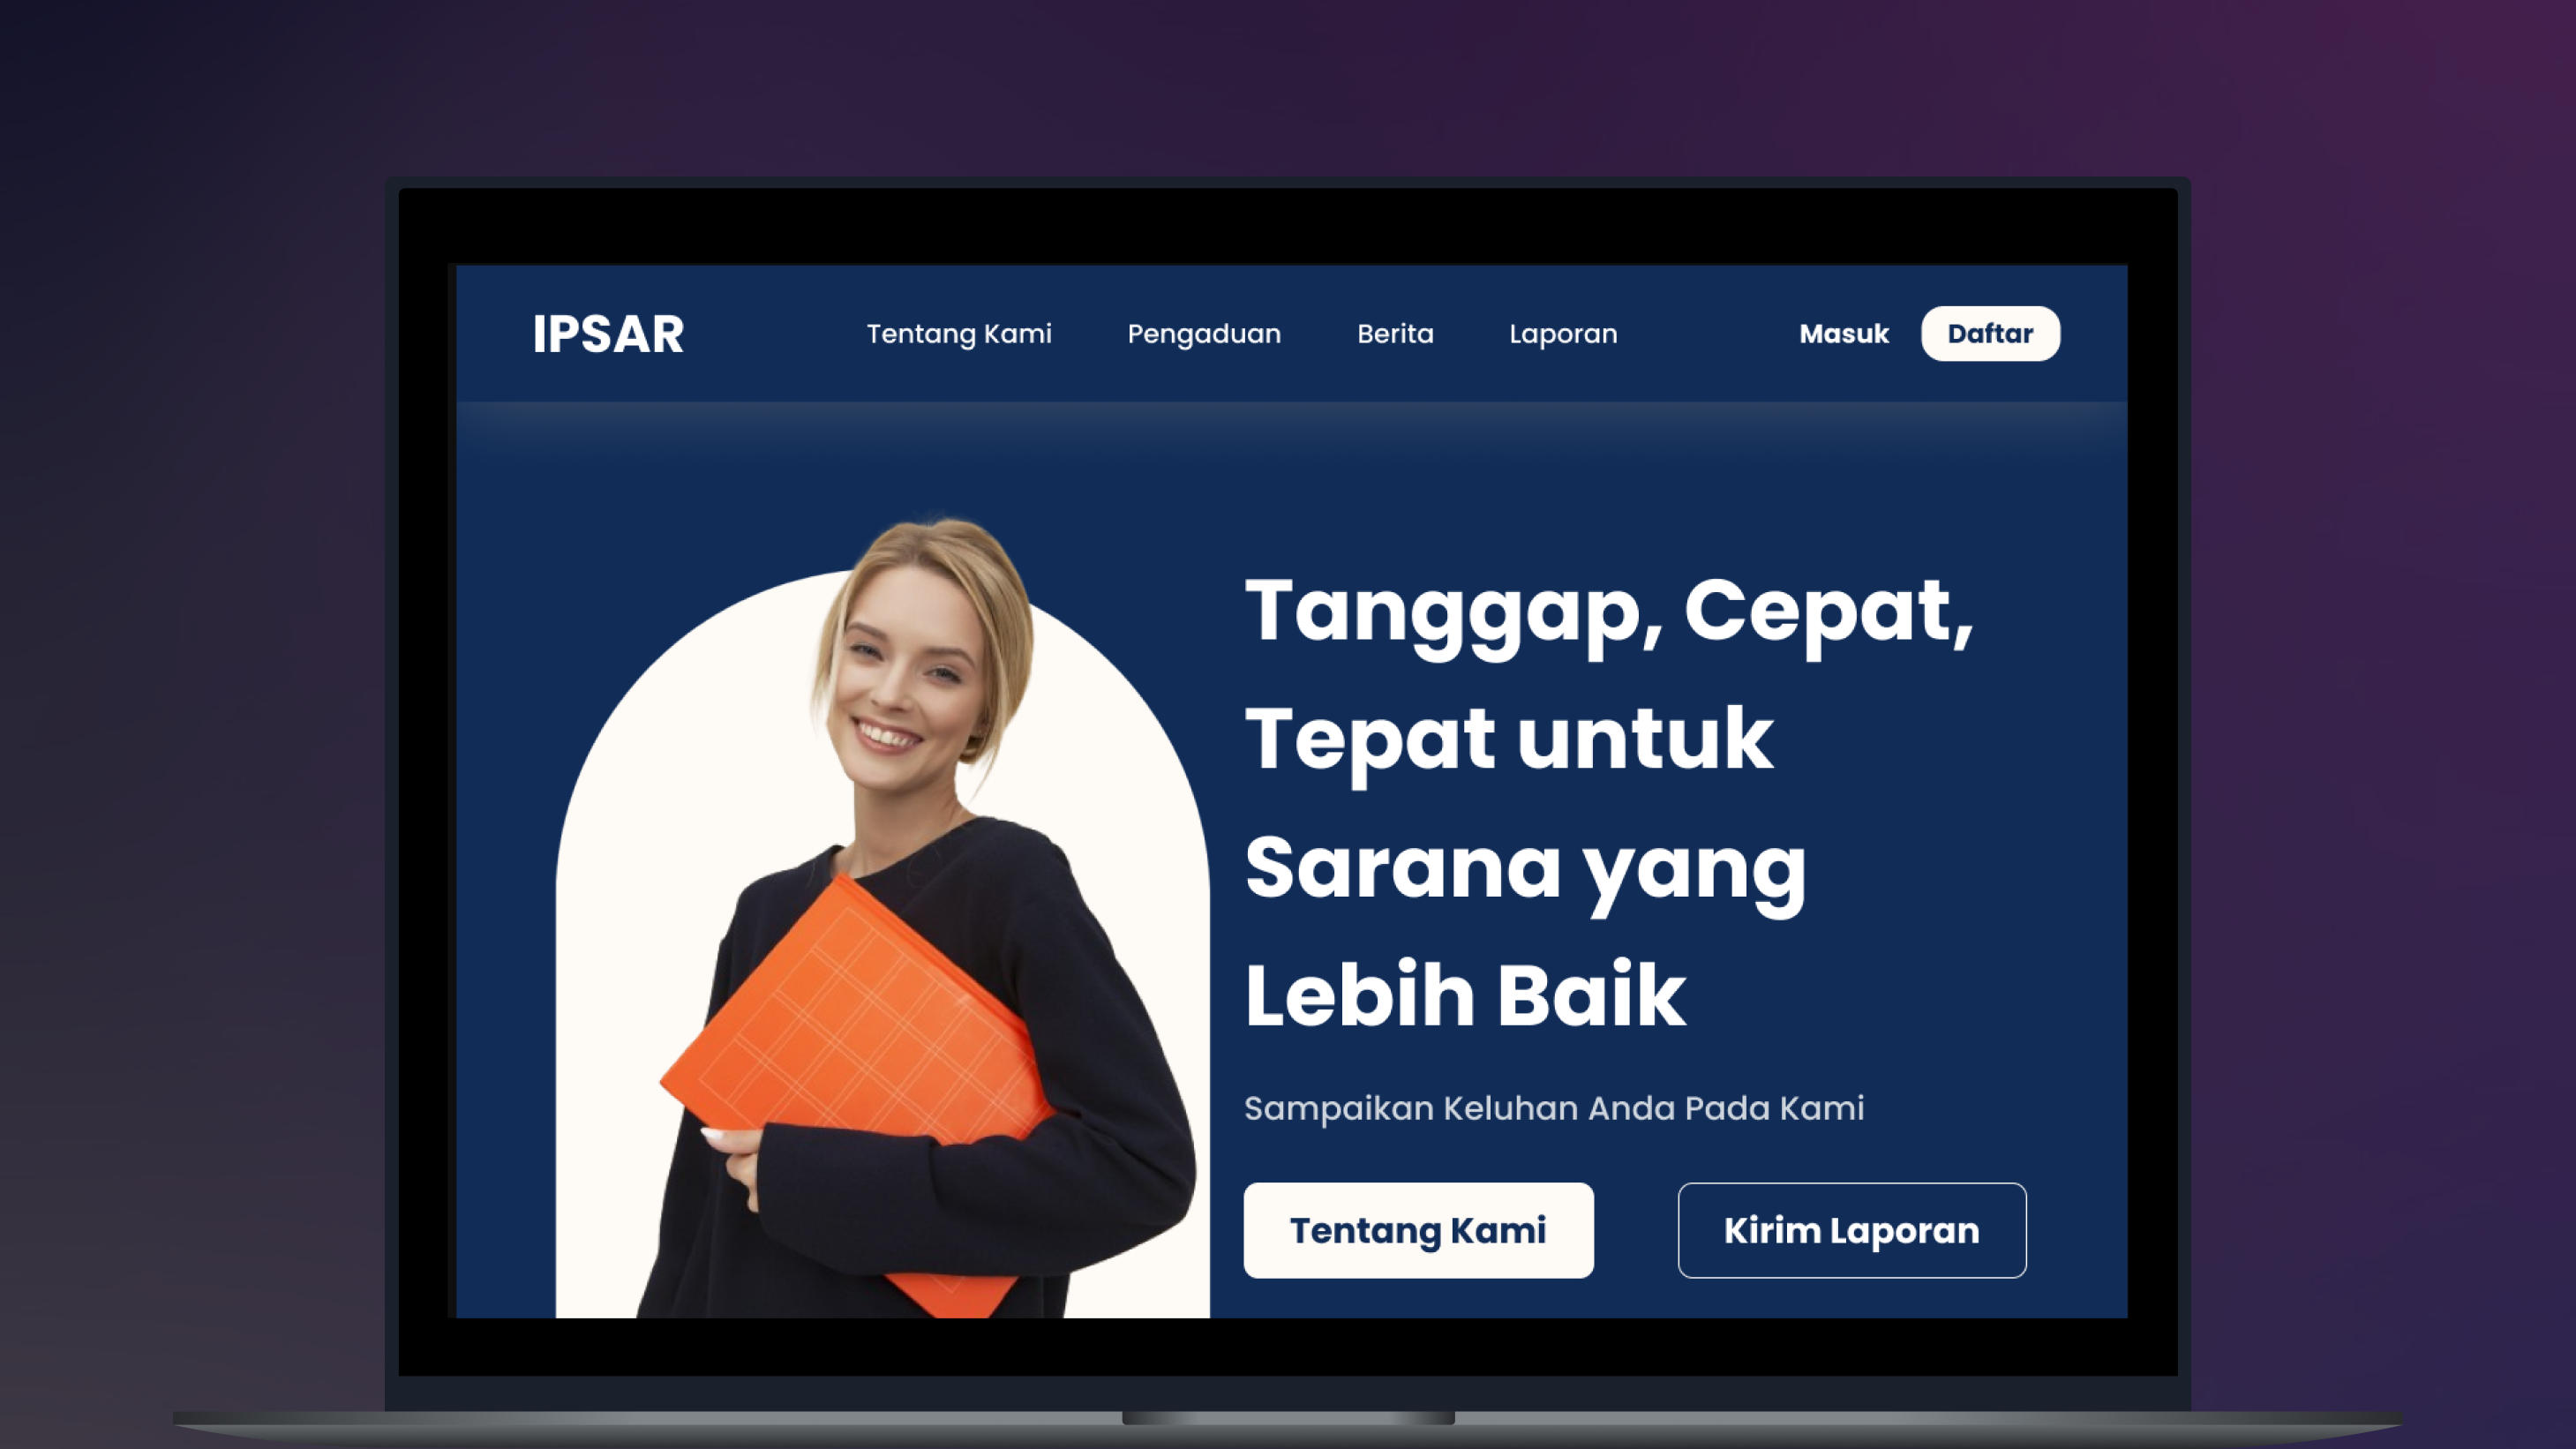 IPSAR
Tentang Kami
Pengaduan
Berita
Laporan
Masuk
Daftar
Tanggap, Cepat,
Tepat untuk
Sarana yang
Lebih Baik
Sampaikan Keluhan Anda Pada Kami
Tentang Kami
Kirim Laporan